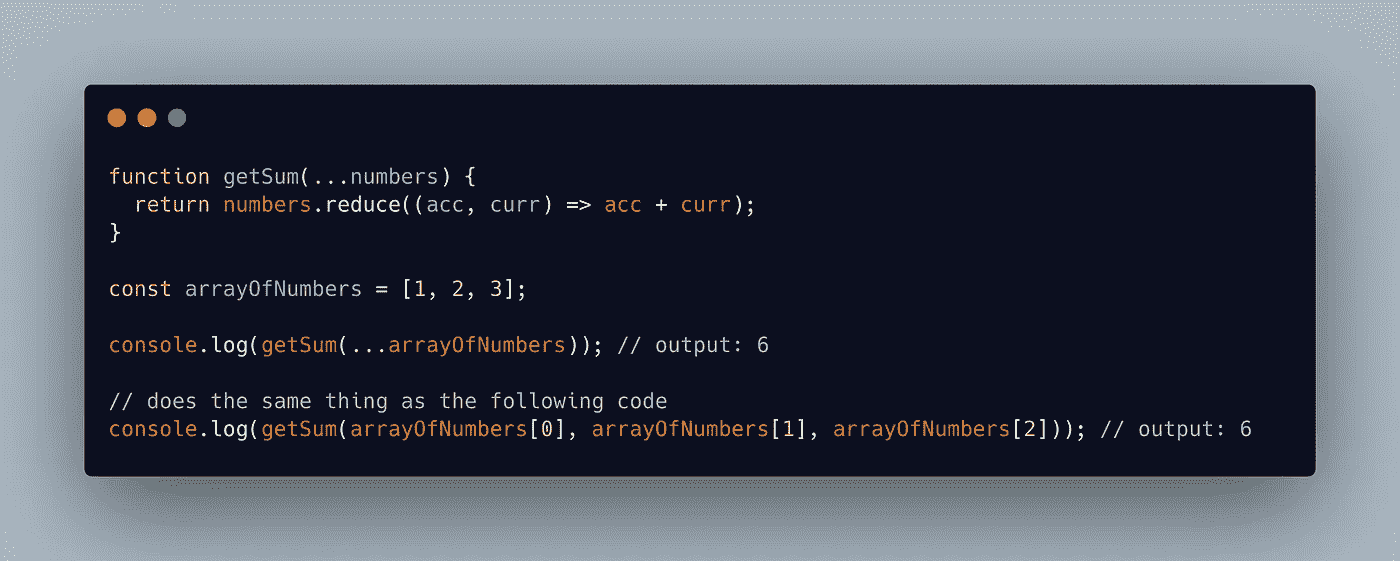 function getSum(...numbers) {
  return numbers.reduce((acc, curr) => acc + curr);
}
const arrayOfNumbers = [1, 2, 3];
console.log(getSum(...arrayOfNumbers)); // output: 6
// does the same thing as the following code
console.log(getSum(arrayOfNumbers[0], arrayOfNumbers[1], arrayOfNumbers[2])); // output: 6